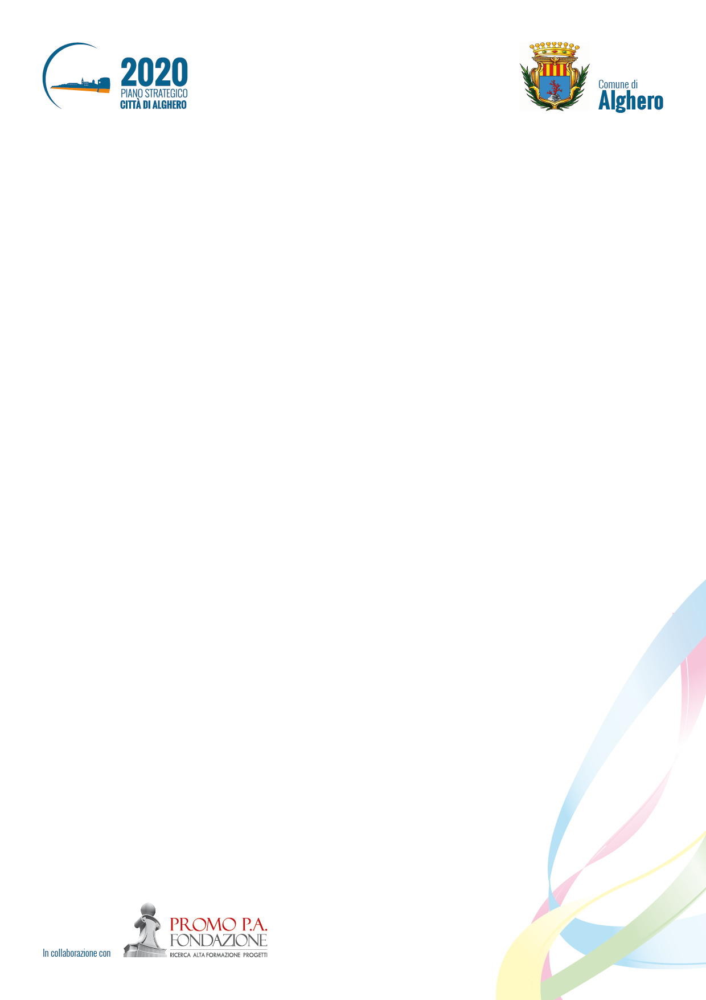 2020
PIANO STRATEGICO
CITTÀ DI ALGHERO
Comune di
Alghero
In collaborazione con
PROMO P.A.
FONDAZIONE
RICERCA ALTA FORMAZIONE PROGETTI